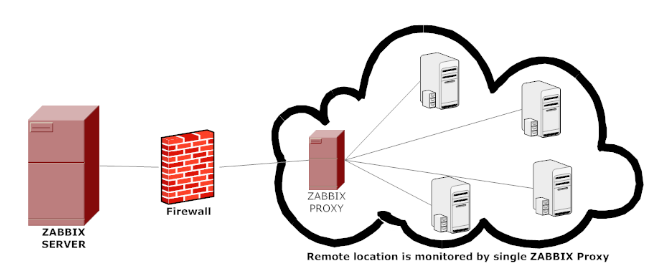 ZABBIX
SERVER
Firewall
ZABBIX
PROXY
Remote location is monitored by single ZABBIX Proxy